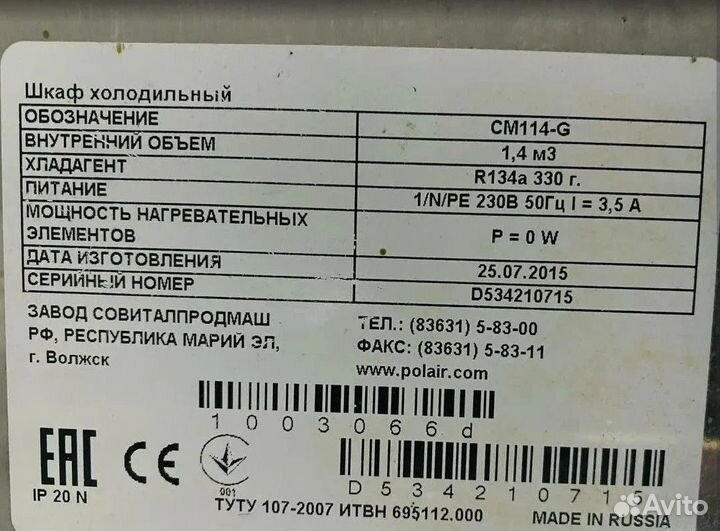 Шкаф холодильный
ОБОЗНАЧЕНИЕ CM114-G
ВНУТРЕННИЙ ОБЪЕМ 1,4 м3
ХЛАДАГЕНТ R134a 330 г.
ПИТАНИЕ 1/N/PE 230В 50Гц I = 3,5 А
МОЩНОСТЬ НАГРЕВАТЕЛЬНЫХ
ЭЛЕМЕНТОВ P = 0 W
ДАТА ИЗГОТОВЛЕНИЯ 25.07.2015
СЕРИЙНЫЙ НОМЕР D534210715
ЗАВОД СОВИТАЛПРОДМАШ
РФ, РЕСПУБЛИКА МАРИЙ ЭЛ,
г. Волжск
ТЕЛ.: (83631) 5-83-00
ФАКС: (83631) 5-83-11
www.polair.com
1003066d
EAC CE
001
IP 20 N
D534210715
ТУТУ 107-2007 ИТВН 695112.000
MADE IN RUSSIA
Avito